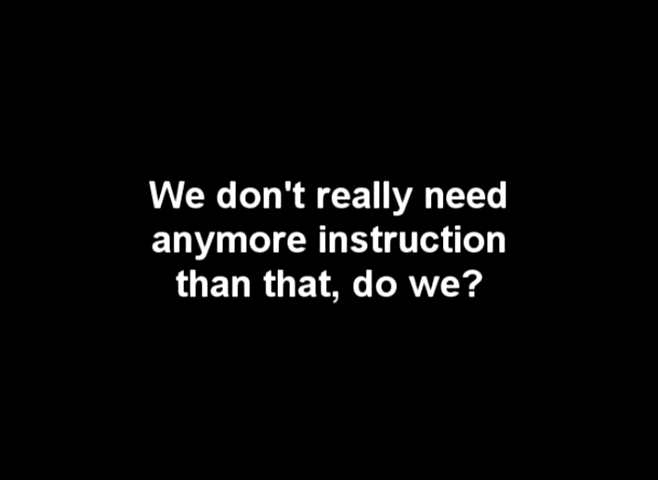 We don't really need
anymore instruction
than that, do we?